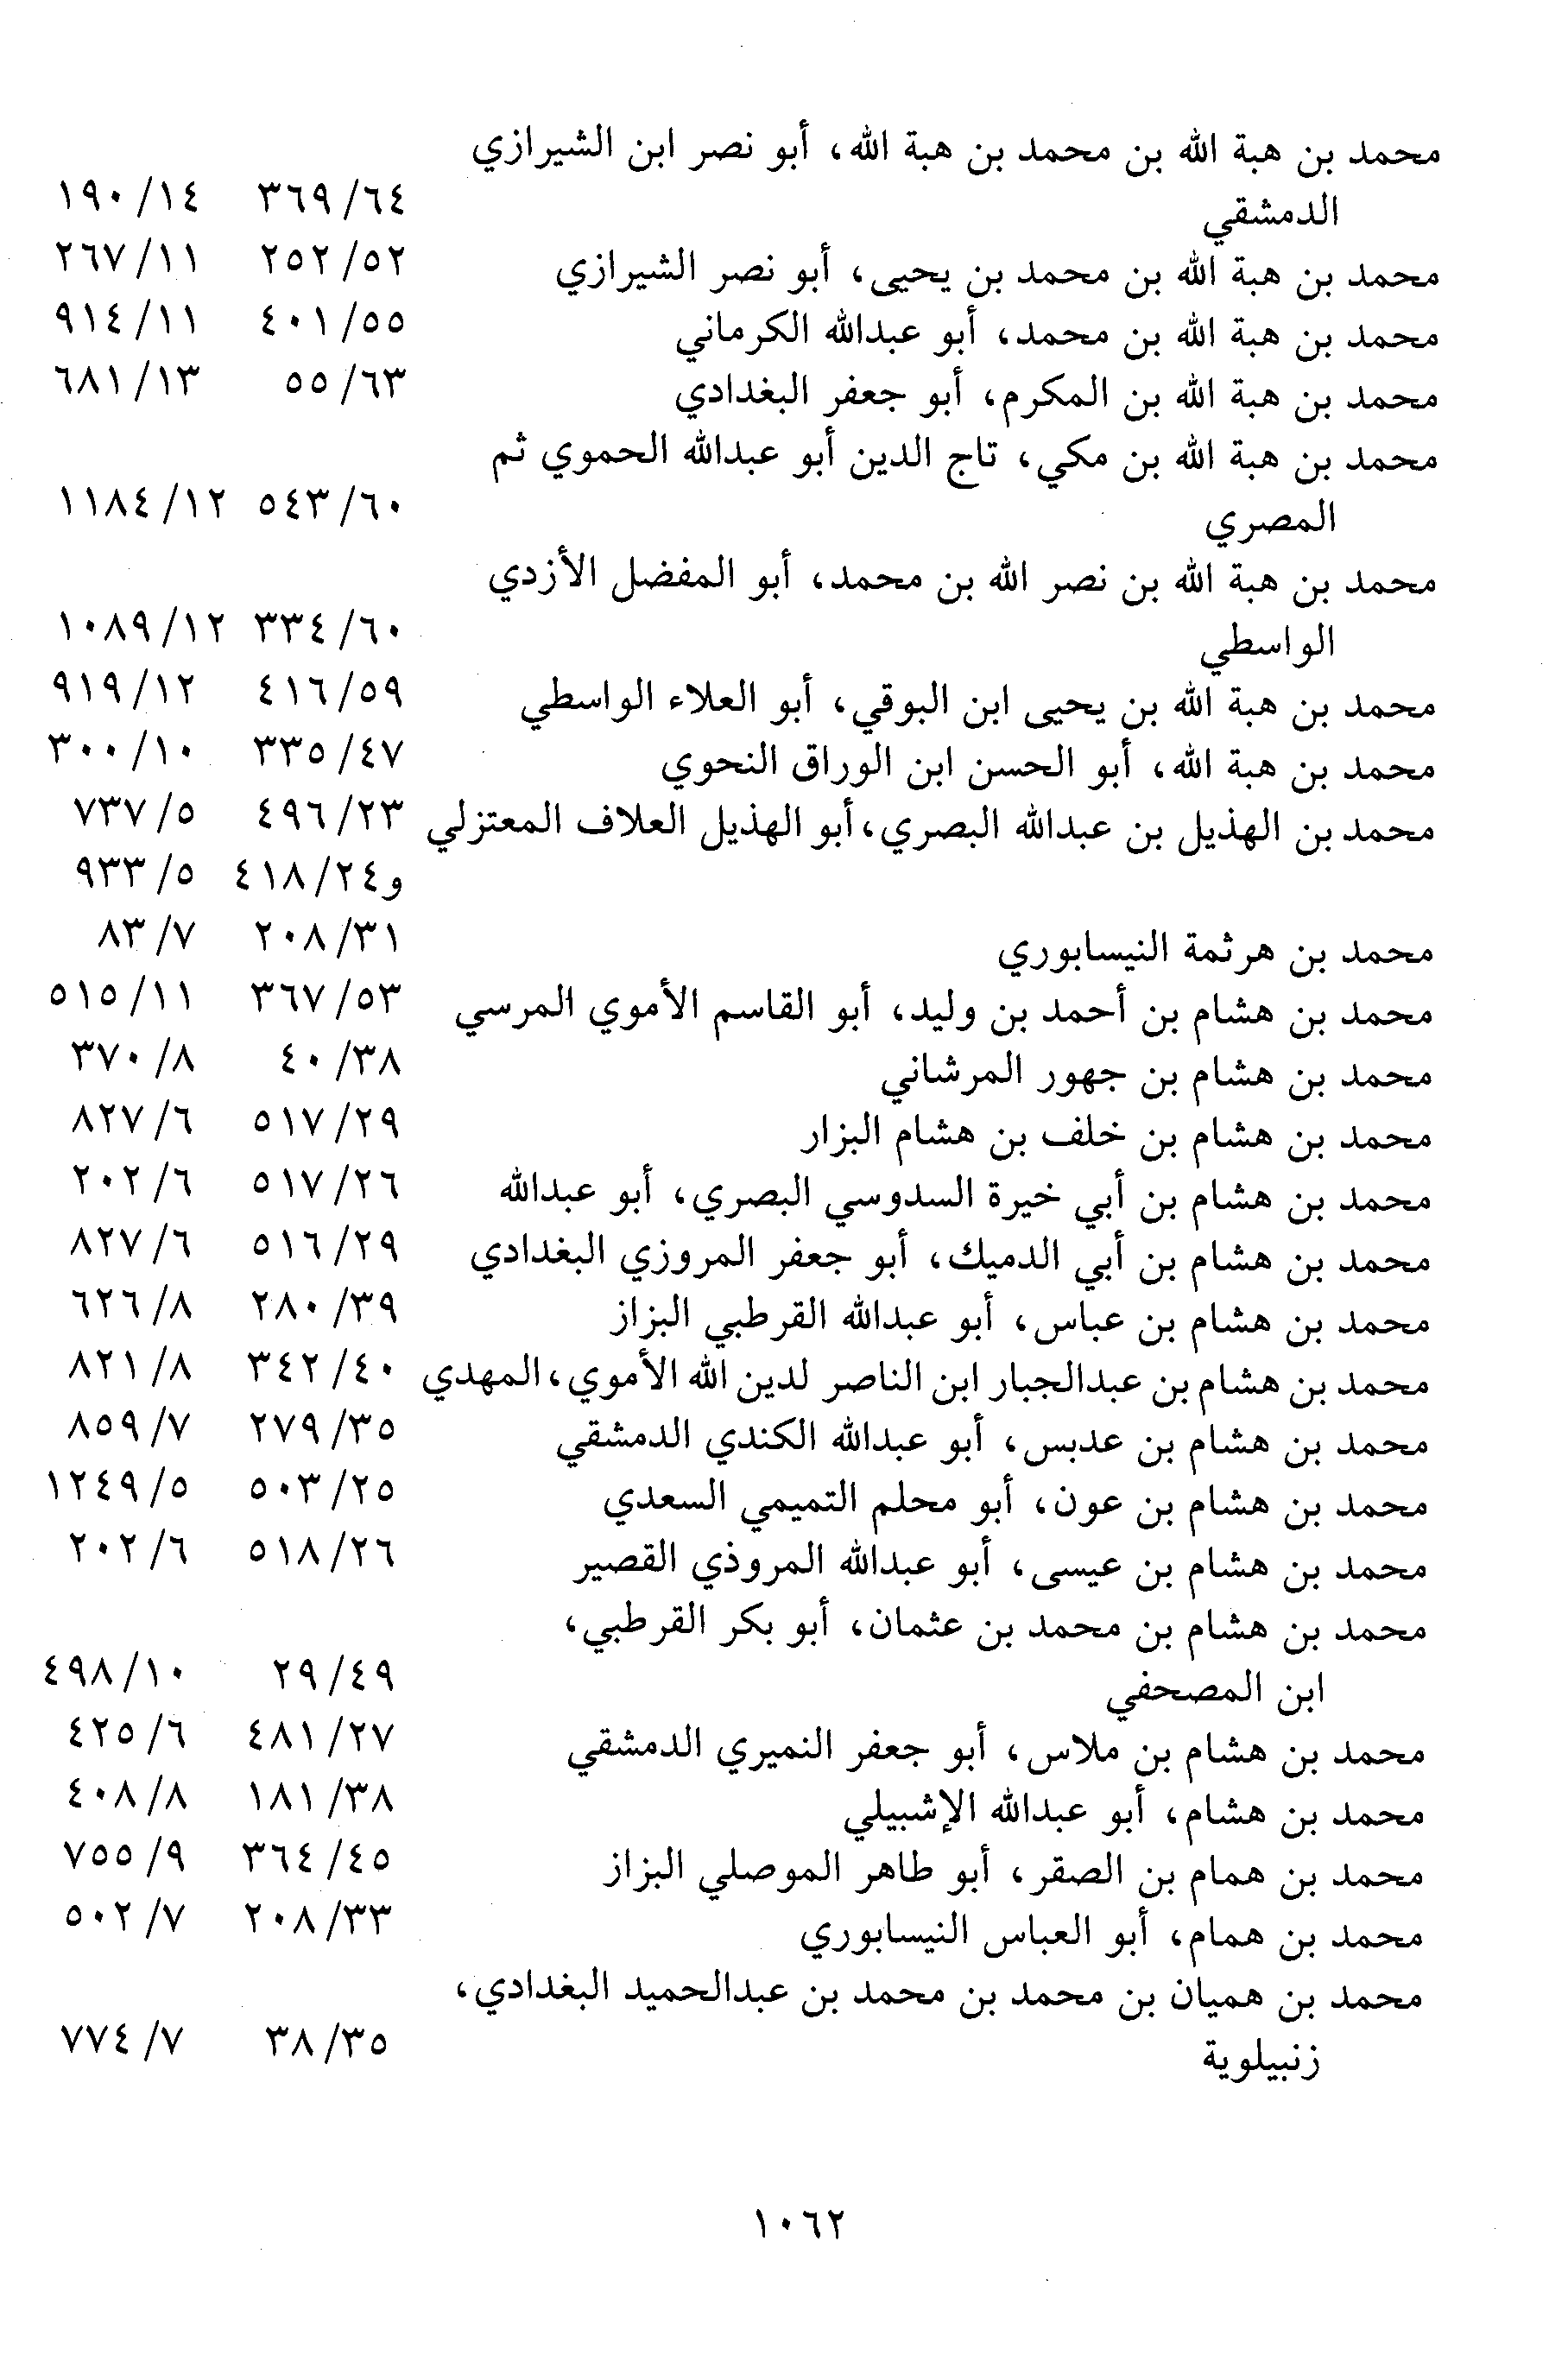 محمد بن هبة الله بن محمد بن هبة الله، أبو نصر ابن الشيرازي
الدمشقي ٦٤/ ٣٦٩ ١٤/ ١٩٠
محمد بن هبة الله بن محمد بن يحيى، أبو نصر الشيرازي ٥٢/ ٢٥٢ ١١/ ٢٦٧
محمد بن هبة الله بن محمد، أبو عبدالله الكرماني ٥٥/ ٤٠١ ١١/ ٩١٤
محمد بن هبة الله بن المكرم، أبو جعفر البغدادي ٦٣/ ٥٥ ١٣/ ٦٨١
محمد بن هبة الله بن مكي، تاج الدين أبو عبدالله الحموي ثم
المصري ٦٠/ ٥٤٣ ١٢/ ١١٨٤
محمد بن هبة الله بن نصر الله بن محمد، أبو المفضل الأزدي
الواسطي ٦٠/ ٣٣٤ ١٢/ ١٠٨٩
محمد بن هبة الله بن يحيى ابن البوقي، أبو العلاء الواسطي ٥٩/ ٤١٦ ١٢/ ٩١٩
محمد بن هبة الله، أبو الحسن ابن الوراق النحوي ٤٧/ ٣٣٥ ١٠/ ٣٠٠
محمد بن الهذيل بن عبدالله البصري، أبو الهذيل العلاف المعتزلي ٢٣/ ٤٩٦ ٥/ ٧٣٧
و٢٤/ ٤١٨ ٥/ ٩٣٣
محمد بن هرثمة النيسابوري ٣١/ ٢٠٨ ٧/ ٨٣
محمد بن هشام بن أحمد بن وليد، أبو القاسم الأموي المرسي ٥٣/ ٣٦٧ ١١/ ٥١٥
محمد بن هشام بن جهور المرشاني ٣٨/ ٤٠ ٨/ ٣٧٠
محمد بن هشام بن خلف بن هشام البزار ٢٩/ ٥١٧ ٦/ ٨٢٧
محمد بن هشام بن أبي خيرة السدوسي البصري، أبو عبدالله ٢٦/ ٥١٧ ٦/ ٢٠٢
محمد بن هشام بن أبي الدميك، أبو جعفر المروزي البغدادي ٢٩/ ٥١٦ ٦/ ٨٢٧
محمد بن هشام بن عباس، أبو عبدالله القرطبي البزاز ٣٩/ ٢٨٠ ٨/ ٦٢٦
محمد بن هشام بن عبدالجبار ابن الناصر لدين الله الأموي، المهدي ٤٠/ ٣٤٢ ٨/ ٨٢١
محمد بن هشام بن عدبس، أبو عبدالله الكندي الدمشقي ٣٥/ ٢٧٩ ٧/ ٨٥٩
محمد بن هشام بن عون، أبو محلم التميمي السعدي ٢٥/ ٥٠٣ ٥/ ١٢٤٩
محمد بن هشام بن عيسى، أبو عبدالله المروذي القصير ٢٦/ ٥١٨ ٦/ ٢٠٢
محمد بن هشام بن محمد بن عثمان، أبو بكر القرطبي،
ابن المصحفي ٤٩/ ٢٩ ١٠/ ٤٩٨
محمد بن هشام بن ملاس، أبو جعفر النميري الدمشقي ٢٧/ ٤٨١ ٦/ ٤٢٥
محمد بن هشام، أبو عبدالله الإشبيلي ٣٨/ ١٨١ ٨/ ٤٠٨
محمد بن همام بن الصقر، أبو طاهر الموصلي البزاز ٤٥/ ٣٦٤ ٩/ ٧٥٥
محمد بن همام، أبو العباس النيسابوري ٣٣/ ٢٠٨ ٧/ ٥٠٢
محمد بن هميان بن محمد بن محمد بن عبدالحميد البغدادي،
زنبيلوية ٣٥/ ٣٨ ٧/ ٧٧٤
١٠٦٢